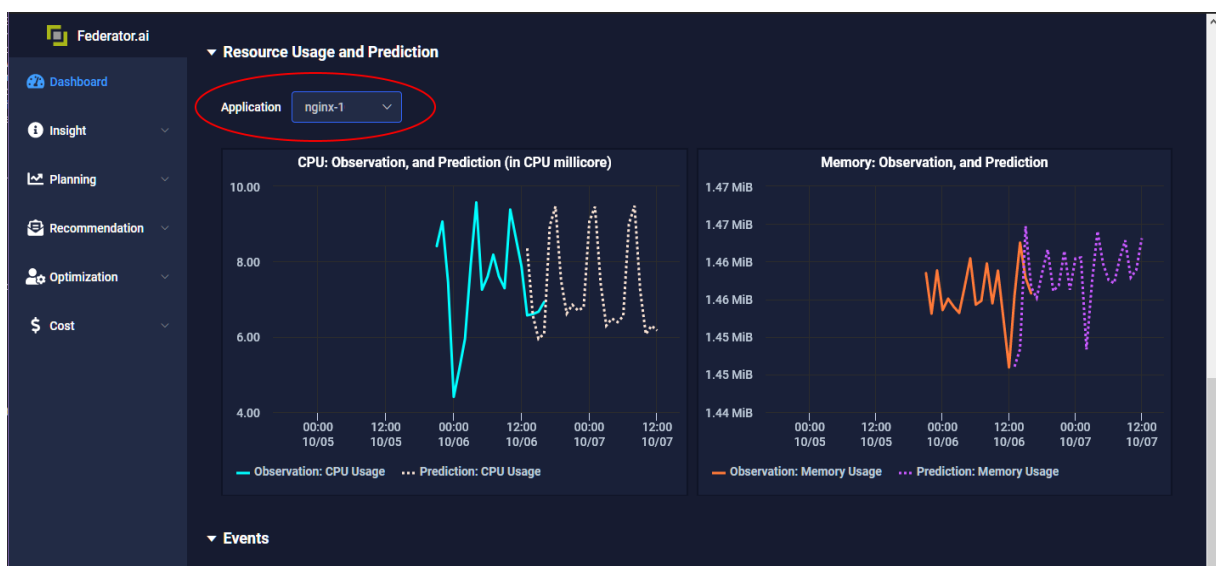 Federator.ai
Dashboard
Insight
Planning
Recommendation
Optimization
Cost
Resource Usage and Prediction
Application nginx-1
CPU: Observation, and Prediction (in CPU millicore)
10.00
8.00
6.00
4.00
00:00 12:00 00:00 12:00 00:00 12:00
10/05 10/05 10/06 10/06 10/07 10/07
Observation: CPU Usage Prediction: CPU Usage
Memory: Observation, and Prediction
1.47 MiB
1.47 MiB
1.46 MiB
1.46 MiB
1.45 MiB
1.45 MiB
1.44 MiB
00:00 12:00 00:00 12:00 00:00 12:00
10/05 10/05 10/06 10/06 10/07 10/07
Observation: Memory Usage Prediction: Memory Usage
Events